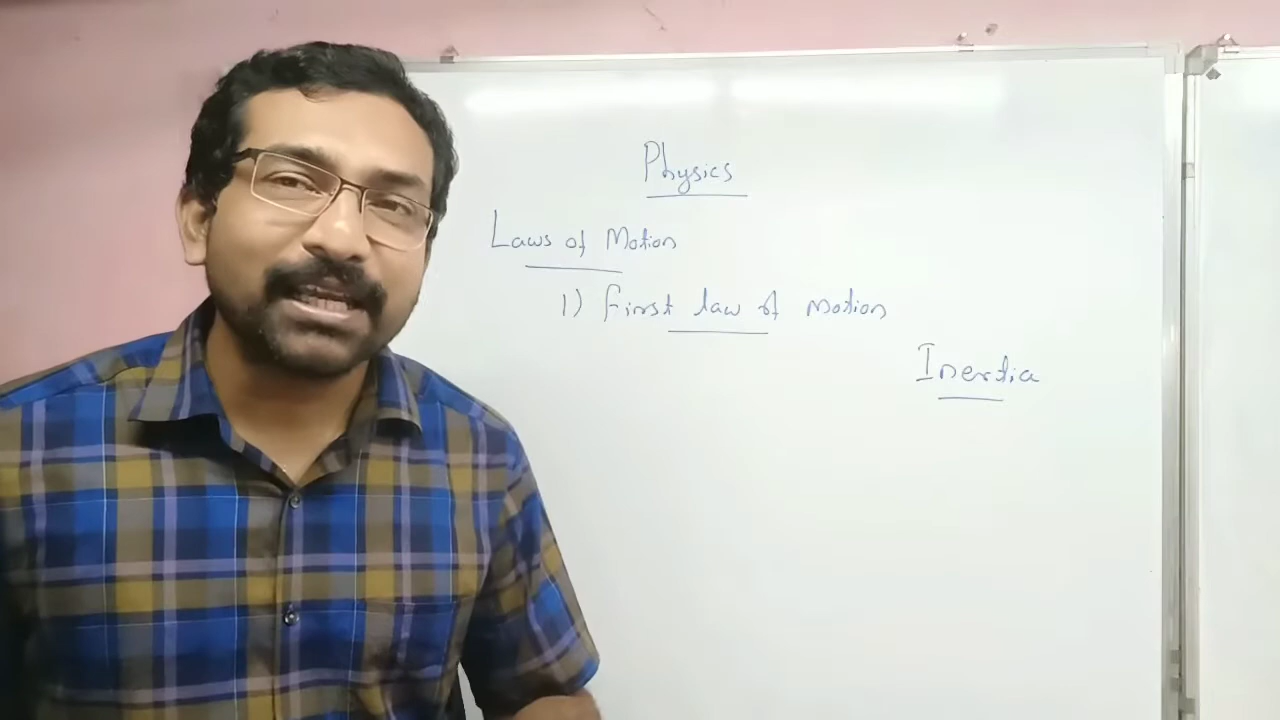 Physics
Laws of Motion
1) First law of motion
Inertia